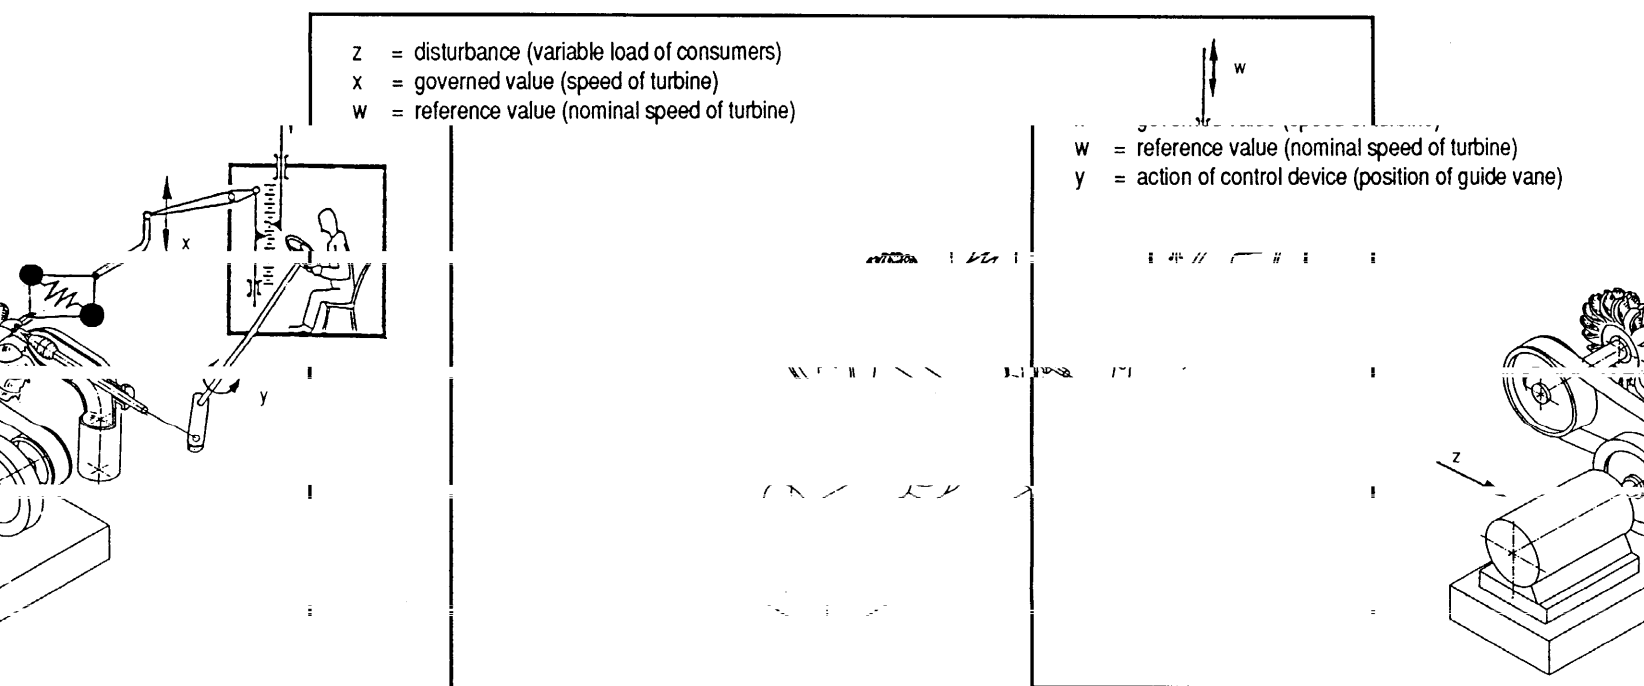 z = disturbance (variable load of consumers)
x = governed value (speed of turbine)
w = reference value (nominal speed of turbine)
w
w = reference value (nominal speed of turbine)
y = action of control device (position of guide vane)
x
y
z